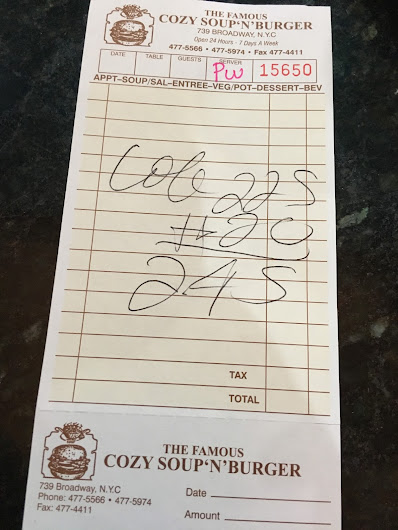 THE FAMOUS
COZY SOUP'N'BURGER
739 BROADWAY, N.Y.C
Open 24 Hours - 7 Days A Week
477-5566 • 477-5974 • Fax 477-4411
DATE TABLE GUESTS SERVER
PW 15650
APPT-SOUP/SAL-ENTREE-VEG/POT-DESSERT-BEV
225
20
245
TAX
TOTAL
THE FAMOUS
COZY SOUP'N'BURGER
739 Broadway, N.Y.C
Phone: 477-5566 • 477-5974
Fax: 477-4411
Date
Amount